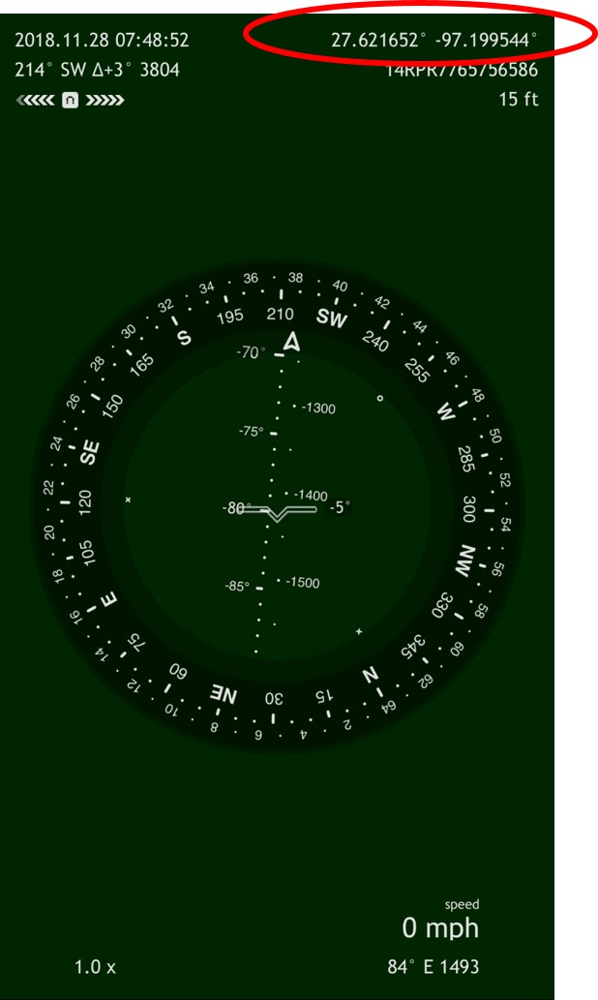 2018.11.28 07:48:52
27.621652° -97.199544°
214° SW Δ+3° 3804
14RPR7765756586
15 ft
36 38 40 42 44 46 48 50 52 54 56 58 60 62 64 2 4 6 8 10 12 14 16 18 20 22 24 26 28 30 32 34
210 SW 240 255 W 285 300 NW 330 345 N 15 30 NE 60 75 E 105 120 SE 150 165 S 195
-70°
-1300
-75°
-1400
-80° -5°
-85° -1500
speed
0 mph
1.0 x
84° E 1493